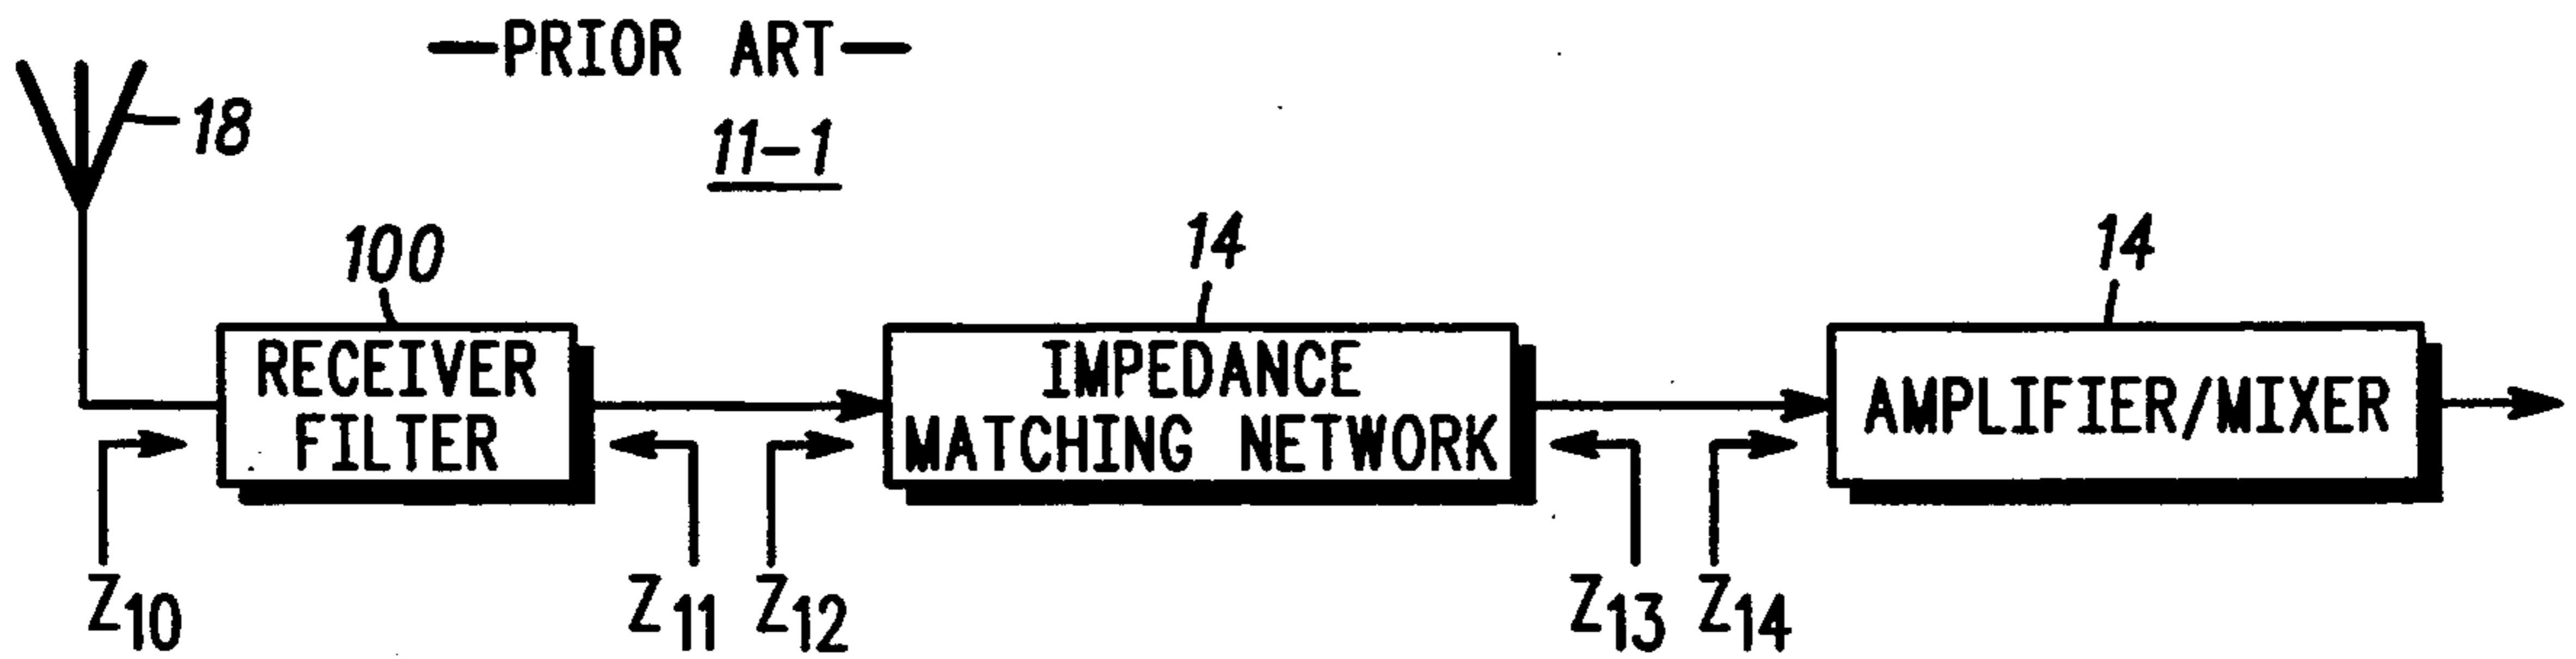 —PRIOR ART—
11-1
18
100
14
14
RECEIVER
FILTER
IMPEDANCE
MATCHING NETWORK
AMPLIFIER/MIXER
Z10
Z11
Z12
Z13
Z14